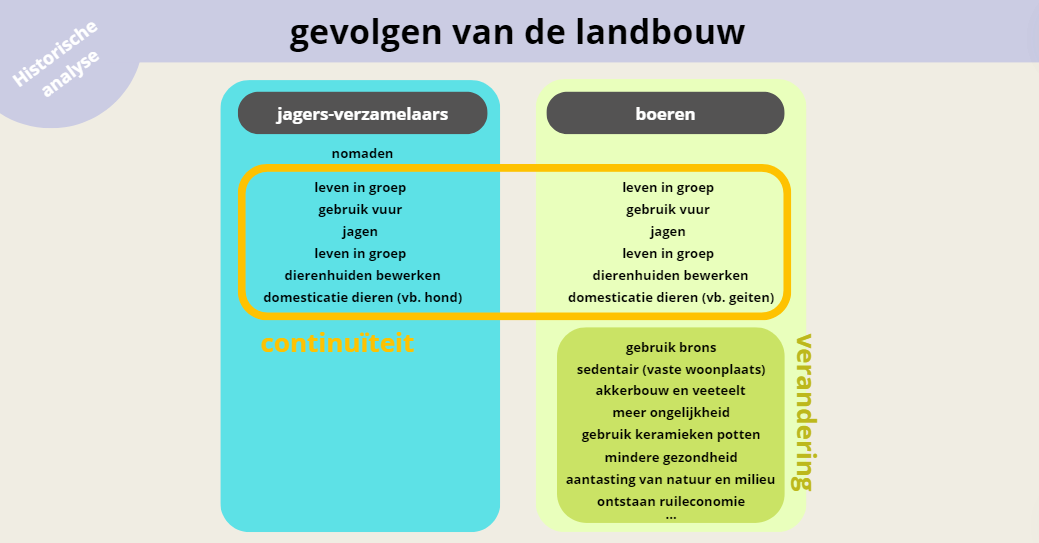 Historische
analyse
gevolgen van de landbouw
jagers-verzamelaars
nomaden
leven in groep
gebruik vuur
jagen
leven in groep
dierenhuiden bewerken
domesticatie dieren (vb. hond)
continuïteit
boeren
leven in groep
gebruik vuur
jagen
leven in groep
dierenhuiden bewerken
domesticatie dieren (vb. geiten)
gebruik brons
sedentair (vaste woonplaats)
akkerbouw en veeteelt
meer ongelijkheid
gebruik keramieken potten
mindere gezondheid
aantasting van natuur en milieu
ontstaan ruileconomie
...
verandering